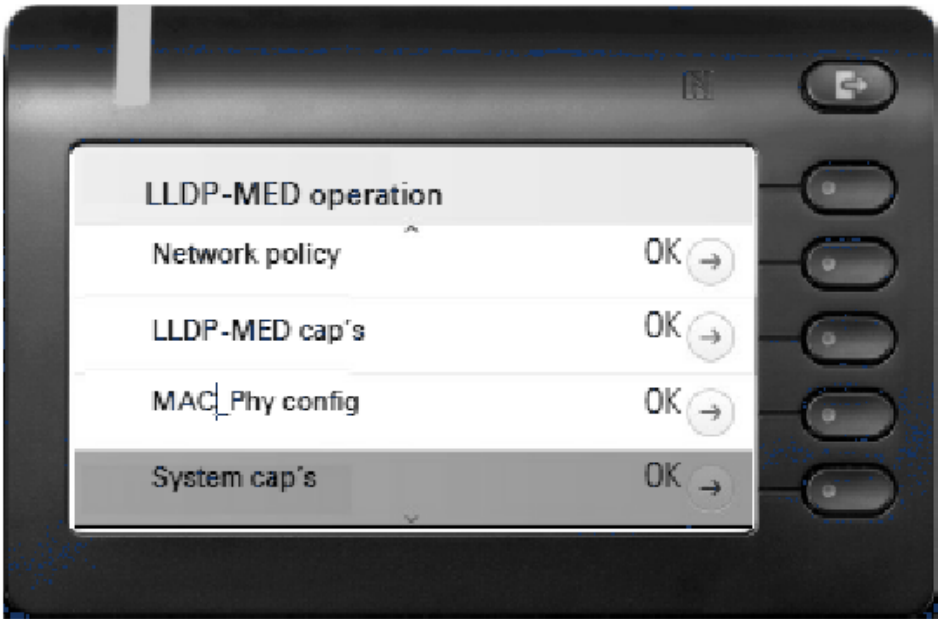 LLDP-MED operation
Network policy OK
LLDP-MED cap's OK
MAC_Phy config OK
System cap's OK